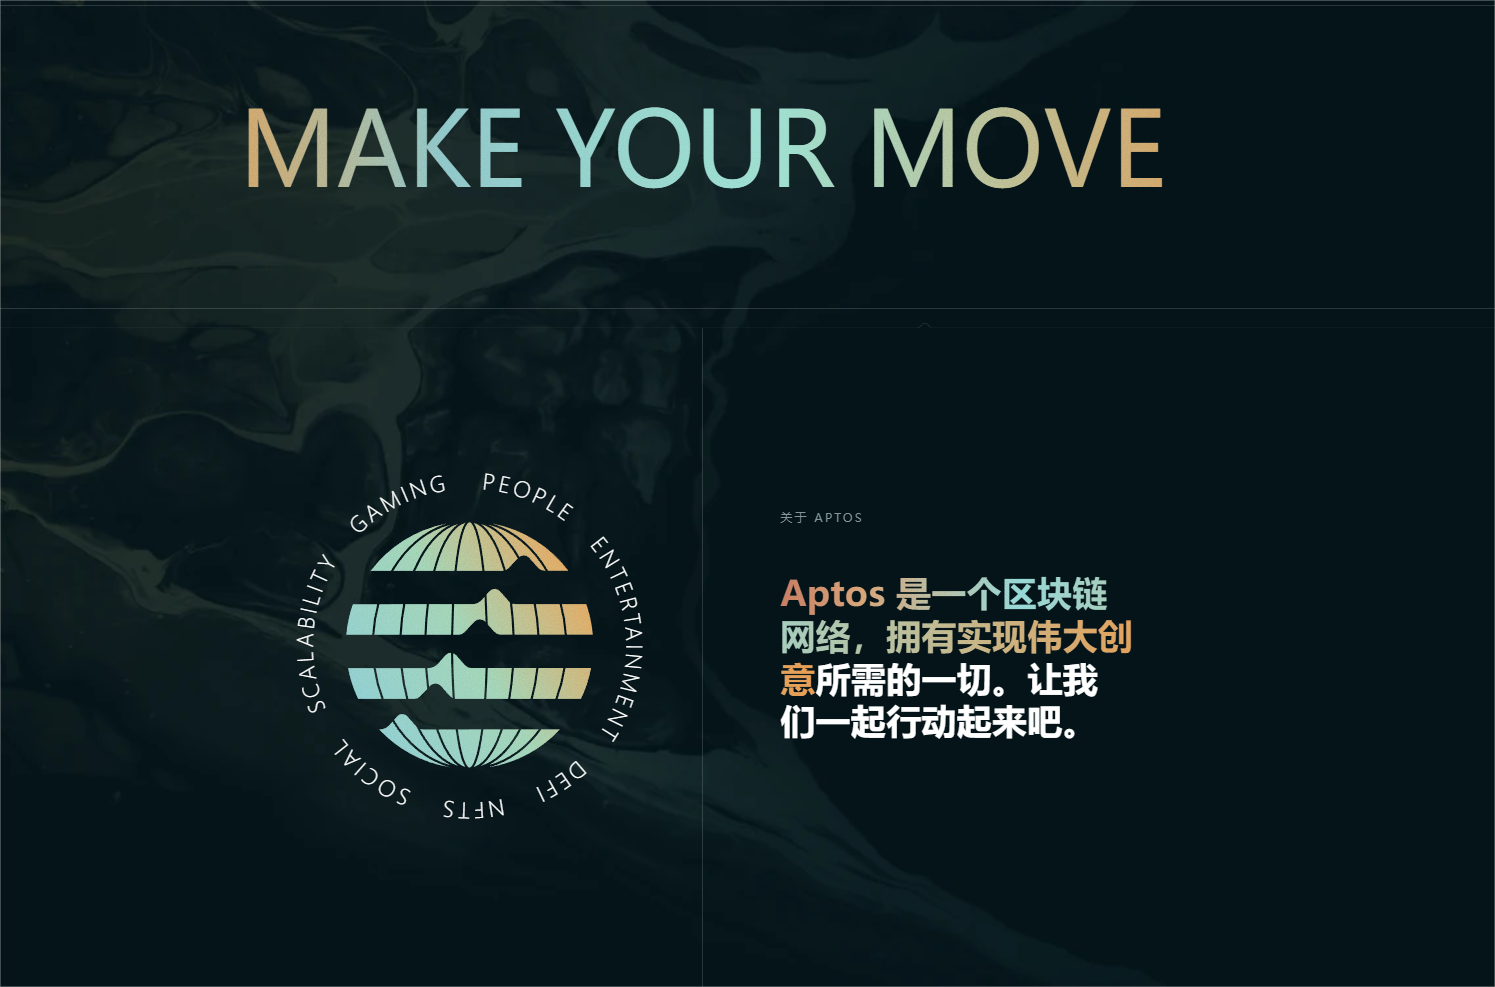 MAKE YOUR MOVE
GAMING
PEOPLE
ENTERTAINMENT
DEFI
NFTS
SOCIAL
SCALABILITY
关于 APTOS
Aptos 是一个区块链
网络，拥有实现伟大创
意所需的一切。让我
们一起行动起来吧。